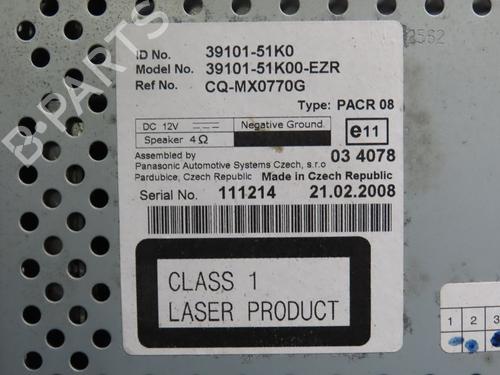 ID No. 39101-51K0
Model No. 39101-51K00-EZR
Ref No. CQ-MX0770G
Type: PACR 08
DC 12V Negative Ground.
Speaker 4Ω
e11
Assembled by 03 4078
Panasonic Automotive Systems Czech, s.r.o
Pardubice, Czech Republic Made in Czech Republic
Serial No. 111214 21.02.2008
CLASS 1
LASER PRODUCT
1 2 3
B-PARTS